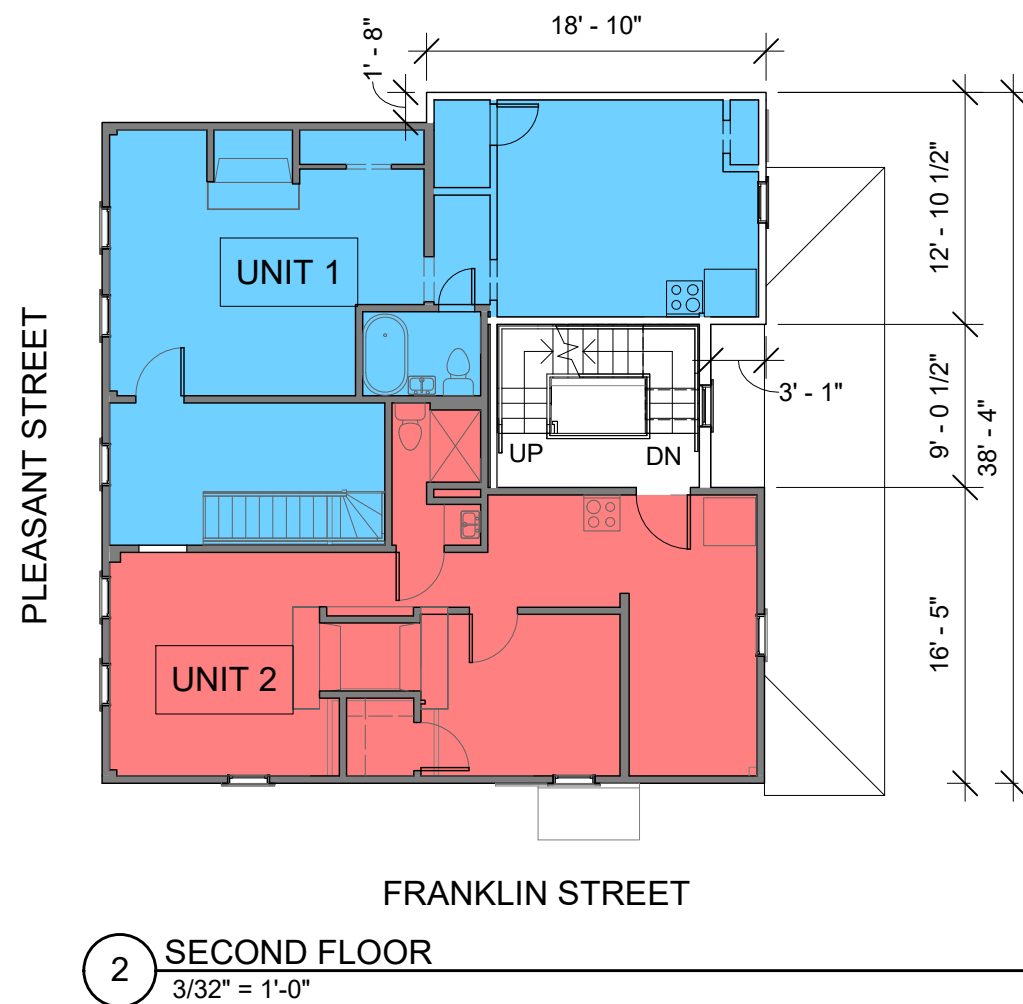 18' - 10"
1' - 8"
12' - 10 1/2"
UNIT 1
3' - 1"
9' - 0 1/2"
38' - 4"
UP
DN
PLEASANT STREET
16' - 5"
UNIT 2
FRANKLIN STREET
2
SECOND FLOOR
3/32" = 1'-0"